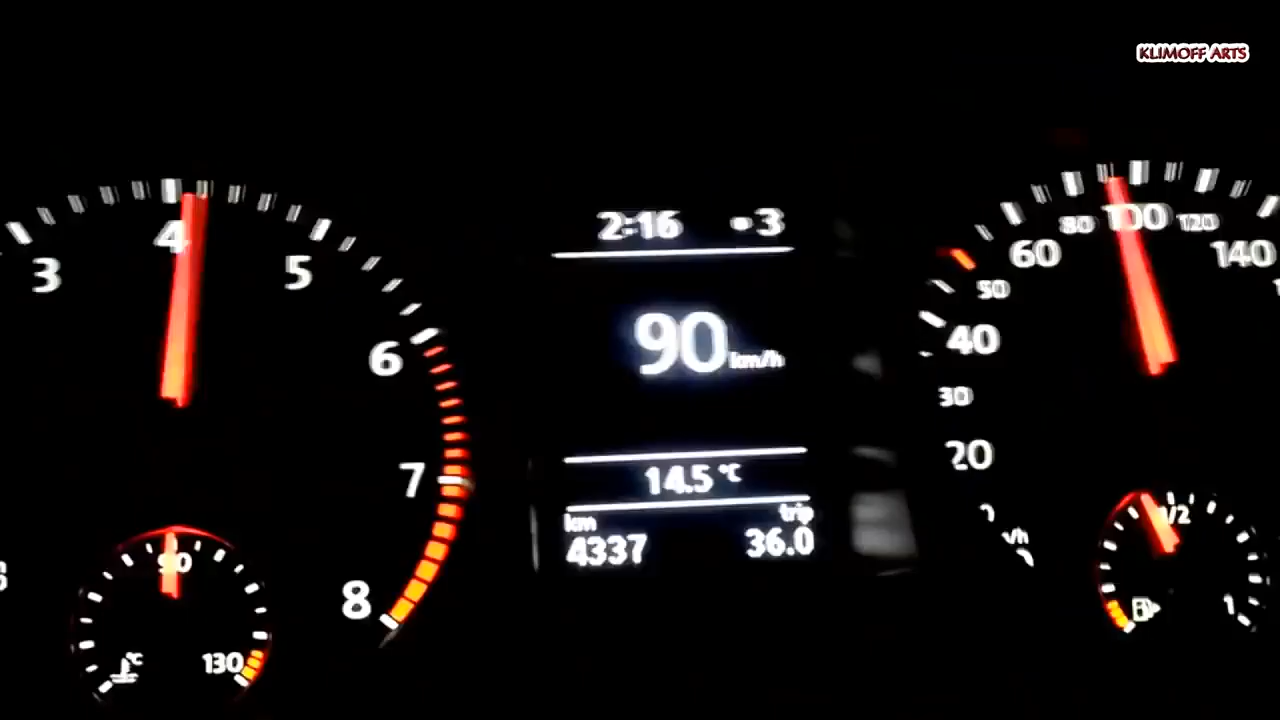 KLIMOFF ARTS
2:16 3
3 4 5 6 7 8
90 km/h
14.5 °C
km trip
4337 36.0
90 130 °C
20 30 40 50 60 80 100 120 140
1/2 1